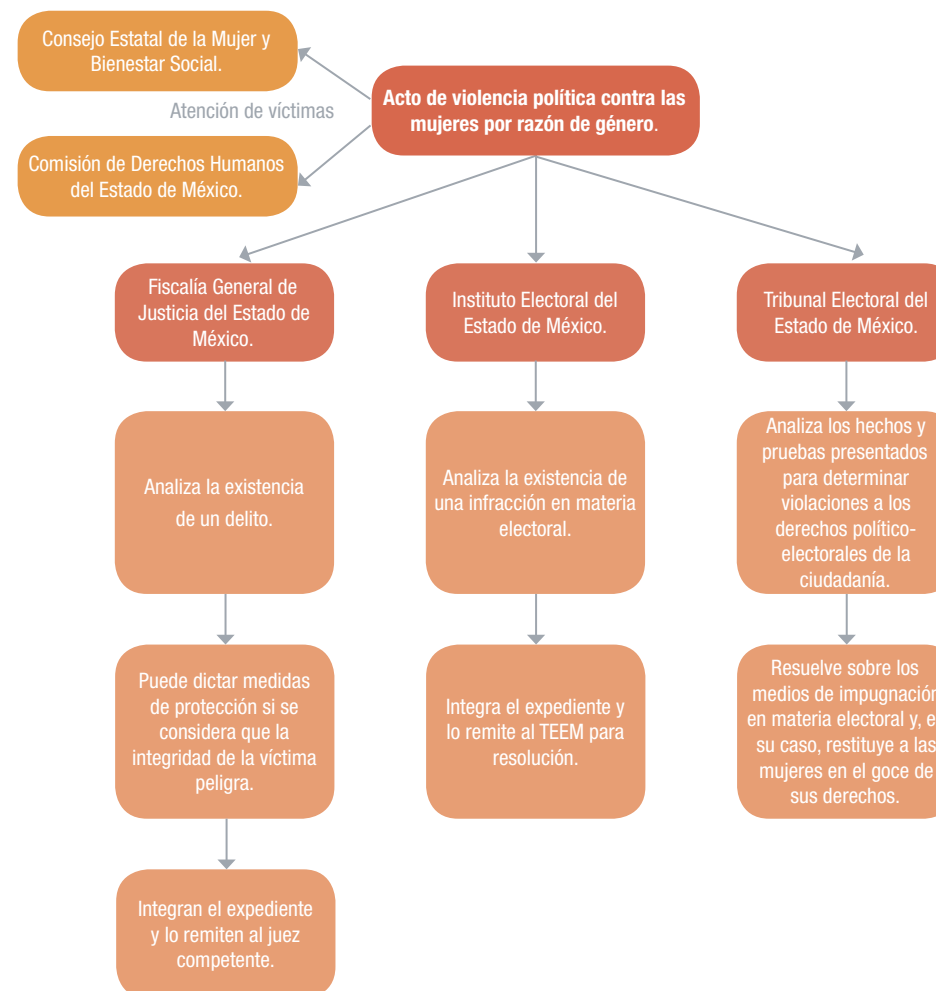 Consejo Estatal de la Mujer y
Bienestar Social.
Atención de víctimas
Comisión de Derechos Humanos
del Estado de México.
Acto de violencia política contra las
mujeres por razón de género.
Fiscalía General de
Justicia del Estado de
México.
Analiza la existencia
de un delito.
Puede dictar medidas
de protección si se
considera que la
integridad de la víctima
peligra.
Integran el expediente
y lo remiten al juez
competente.
Instituto Electoral del
Estado de México.
Analiza la existencia de
una infracción en materia
electoral.
Integra el expediente y
lo remite al TEEM para
resolución.
Tribunal Electoral del
Estado de México.
Analiza los hechos y
pruebas presentados
para determinar
violaciones a los
derechos político-
electorales de la
ciudadanía.
Resuelve sobre los
medios de impugnación
en materia electoral y,
su caso, restituye a las
mujeres en el goce de
sus derechos.